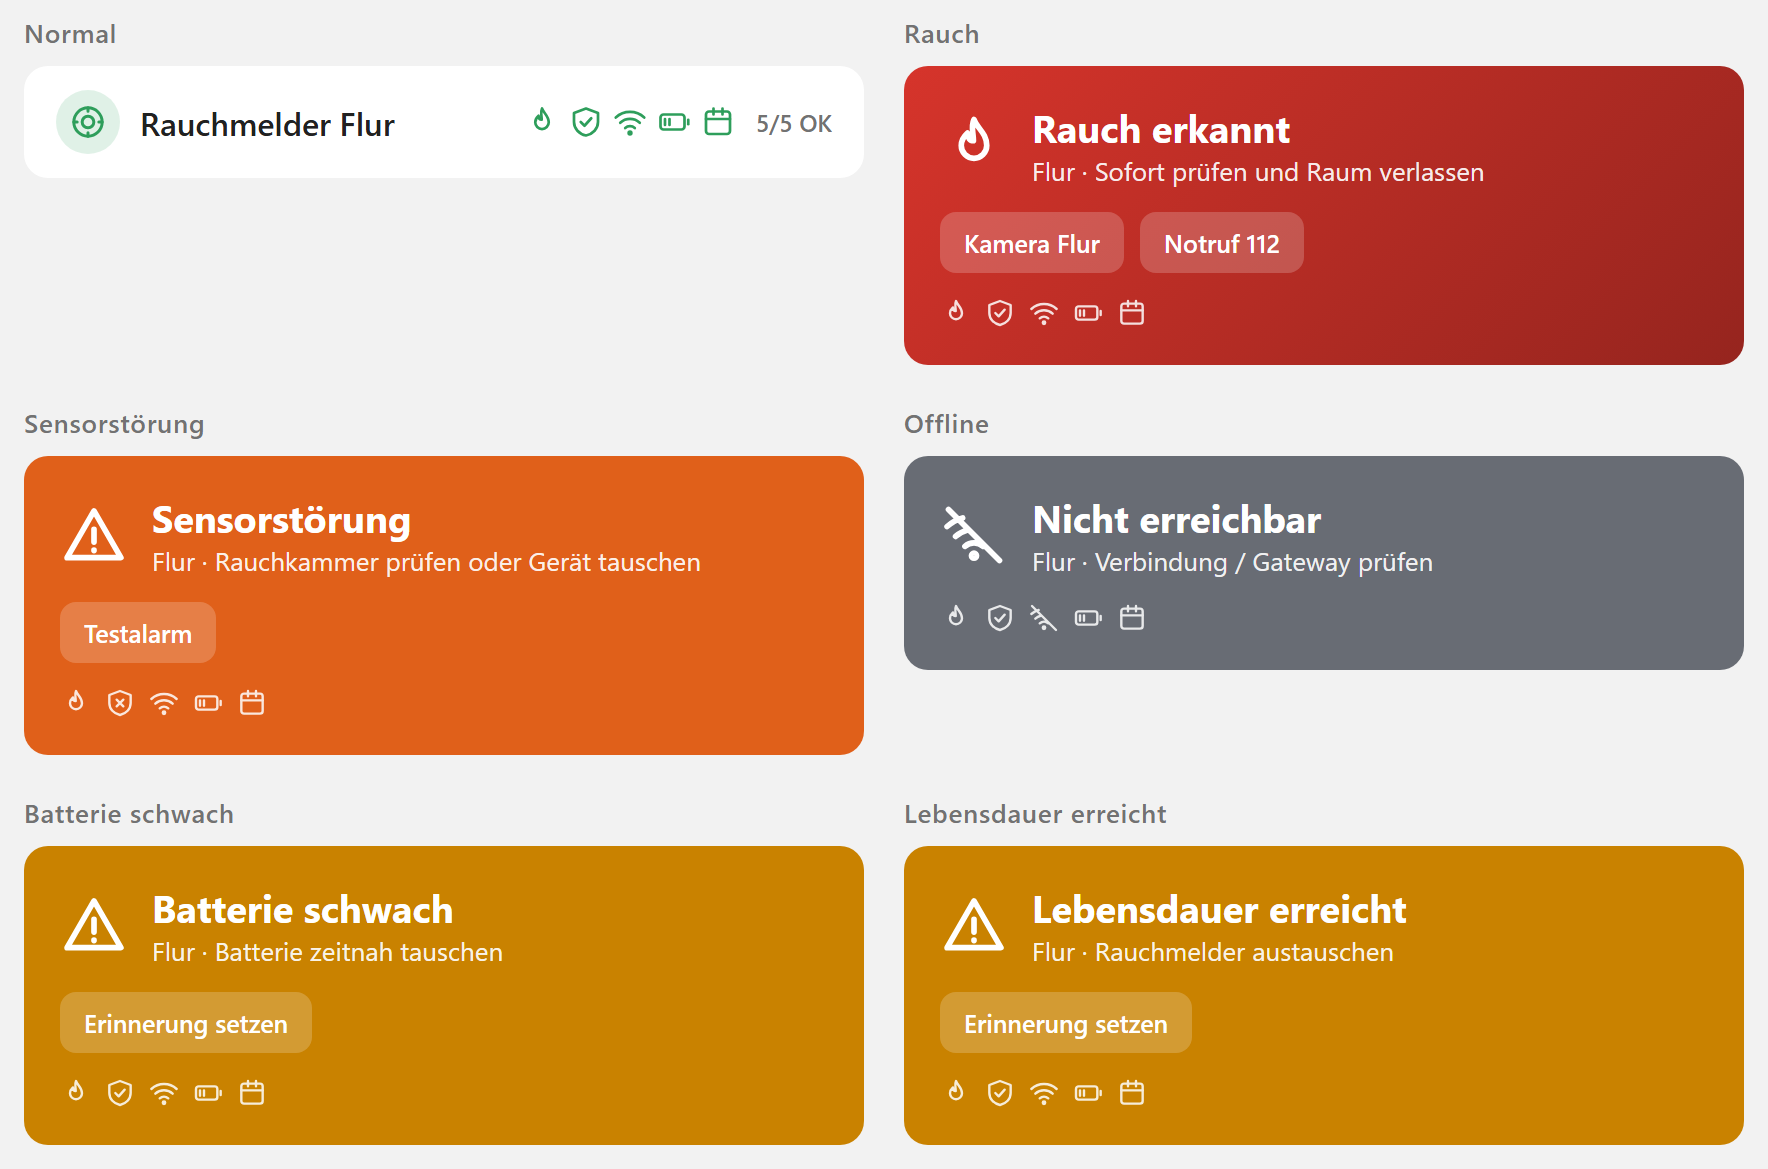 Normal
Rauchmelder Flur
5/5 OK
Rauch
Rauch erkannt
Flur · Sofort prüfen und Raum verlassen
Kamera Flur
Notruf 112
Sensorstörung
Sensorstörung
Flur · Rauchkammer prüfen oder Gerät tauschen
Testalarm
Offline
Nicht erreichbar
Flur · Verbindung / Gateway prüfen
Batterie schwach
Batterie schwach
Flur · Batterie zeitnah tauschen
Erinnerung setzen
Lebensdauer erreicht
Lebensdauer erreicht
Flur · Rauchmelder austauschen
Erinnerung setzen